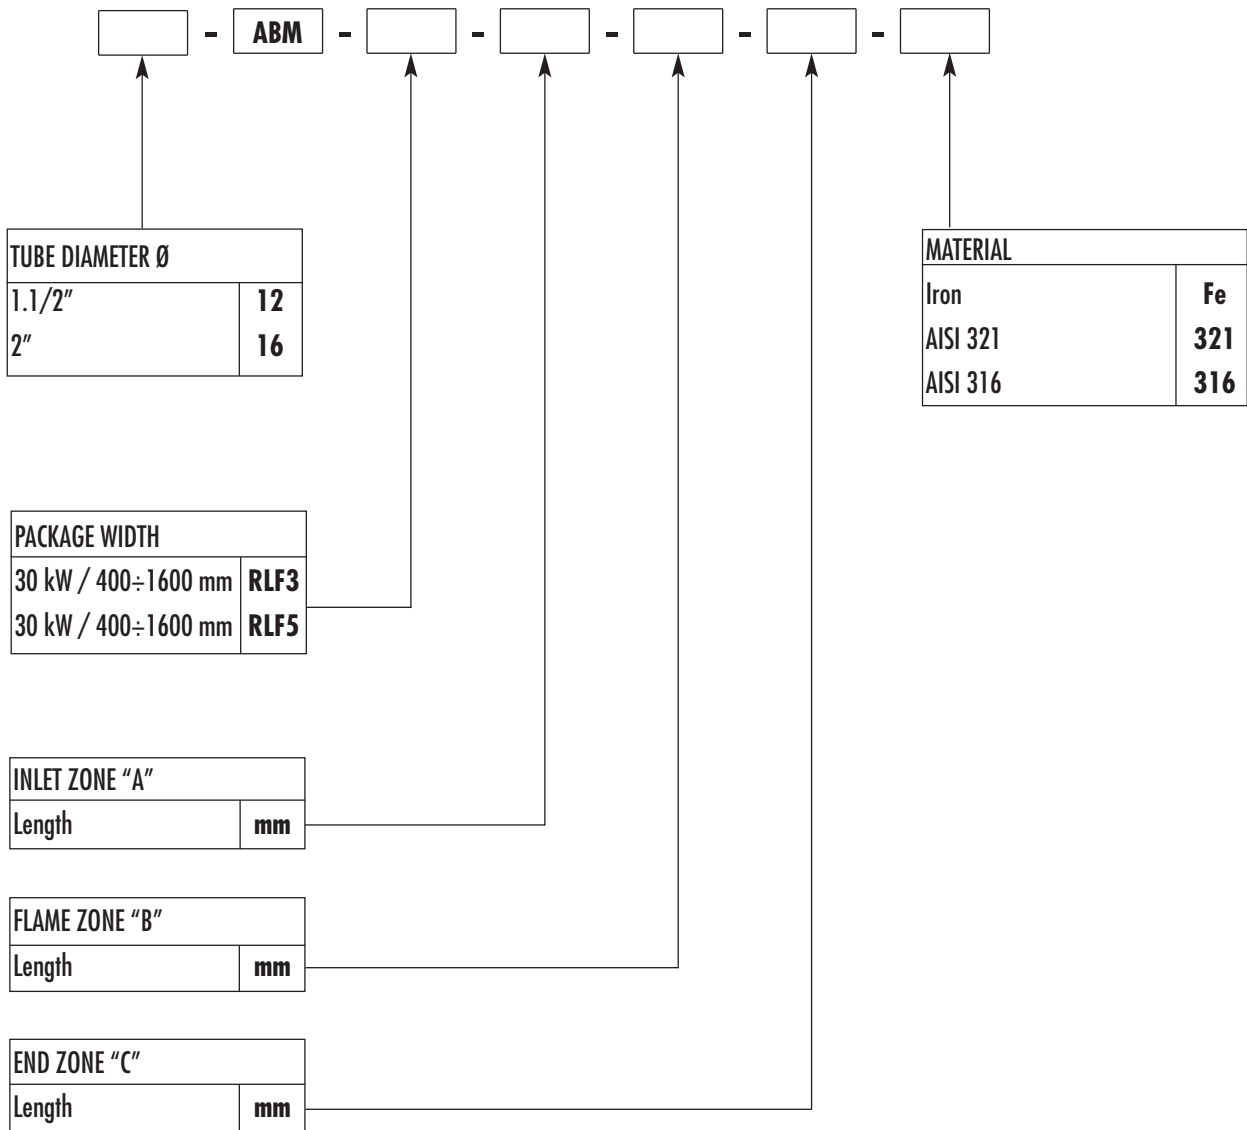 - ABM - - - - -
TUBE DIAMETER Ø
1.1/2” 12
2” 16
MATERIAL
Iron Fe
AISI 321 321
AISI 316 316
PACKAGE WIDTH
30 kW / 400÷1600 mm RLF3
30 kW / 400÷1600 mm RLF5
INLET ZONE “A”
Length mm
FLAME ZONE “B”
Length mm
END ZONE “C”
Length mm